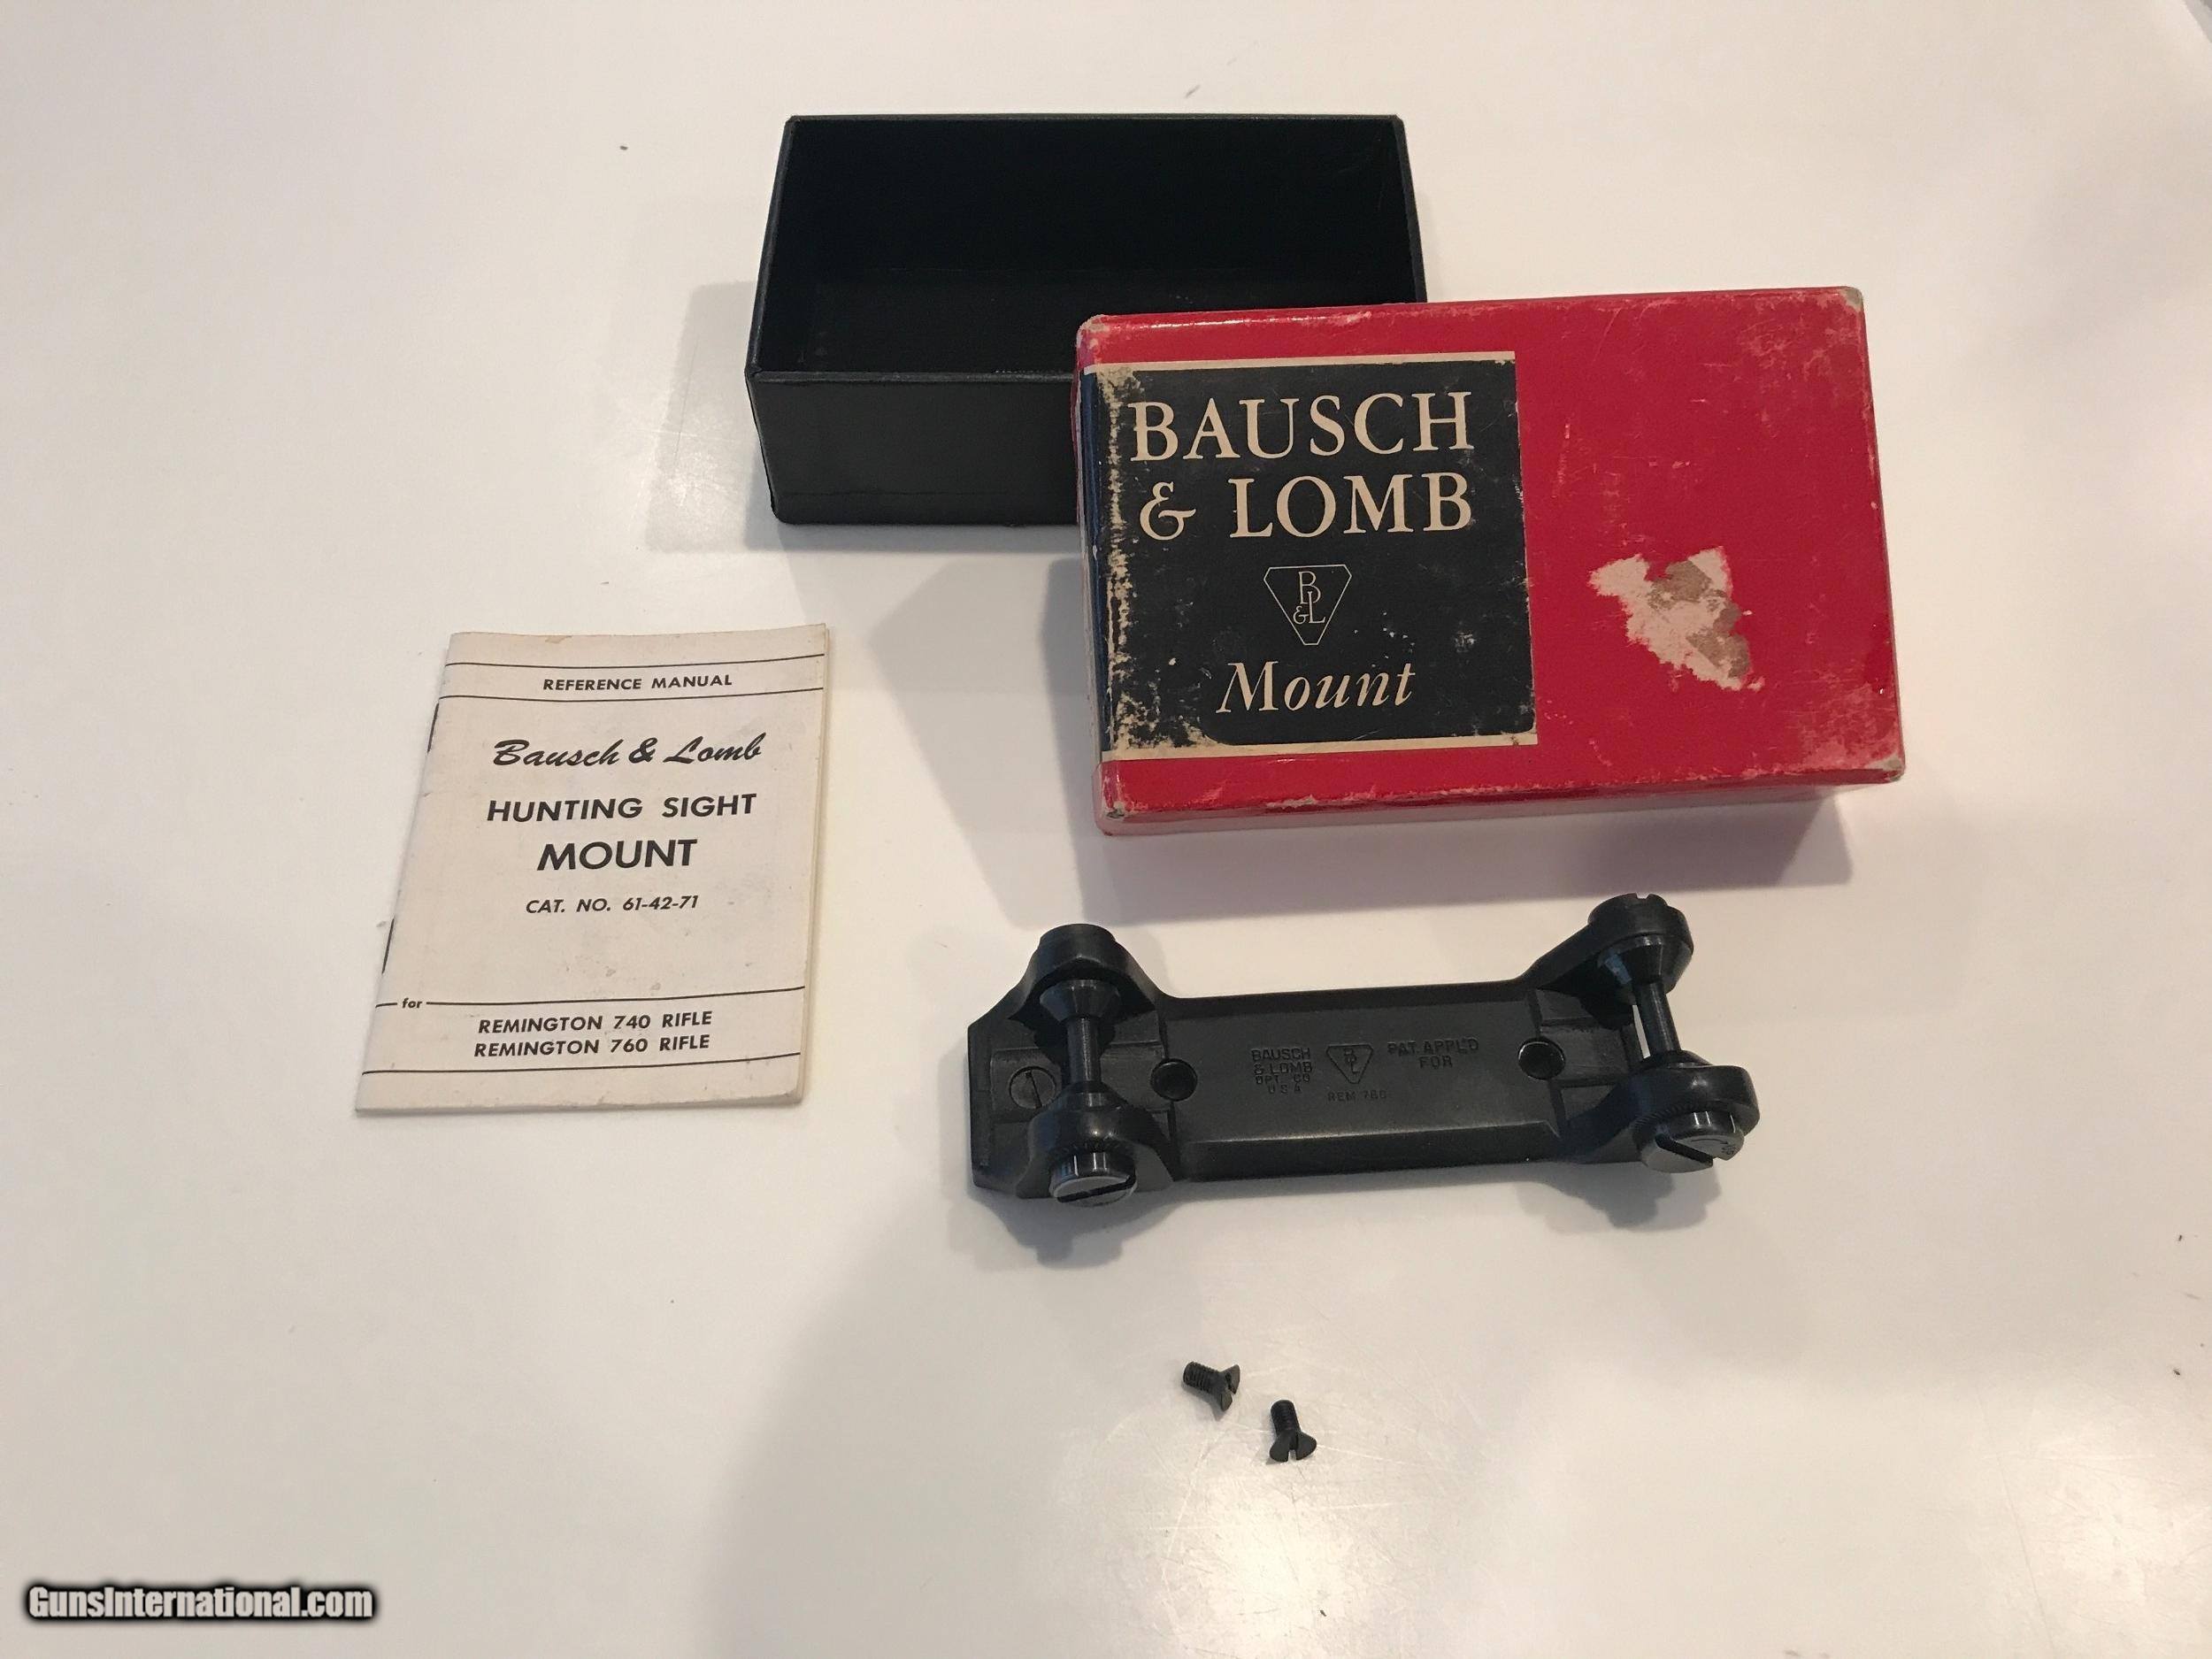 BAUSCH
& LOMB
B
&L
Mount
REFERENCE MANUAL
Bausch & Lomb
HUNTING SIGHT
MOUNT
CAT. NO. 61-42-71
for
REMINGTON 740 RIFLE
REMINGTON 760 RIFLE
BAUSCH
& LOMB
OPT. CO
USA
PAT. APPL'D
FOR
REM 760
GunsInternational.com